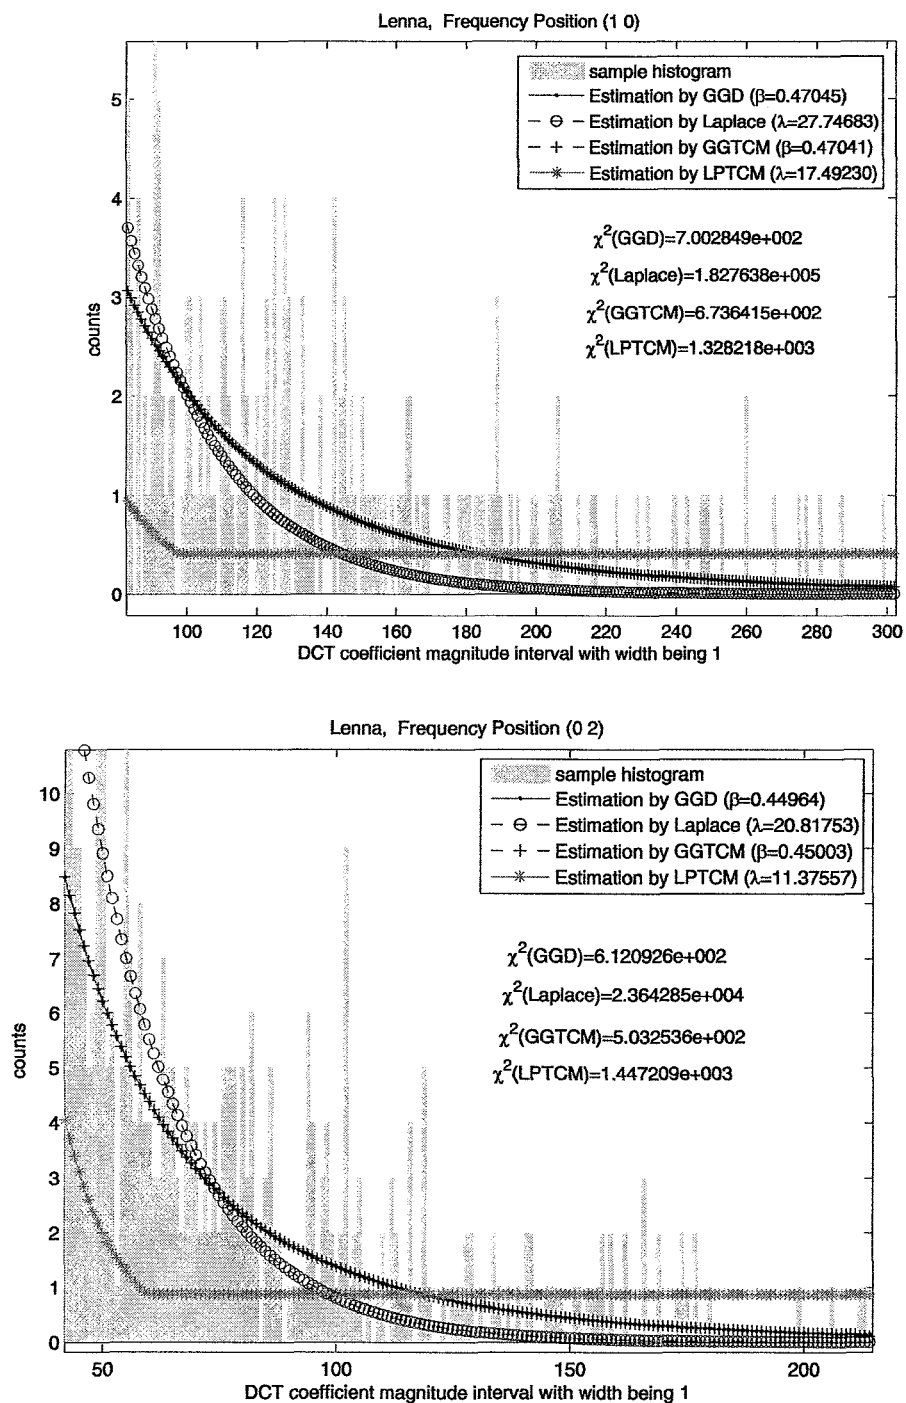 Lenna, Frequency Position (1 0)
5
4
3
2
1
0
counts
sample histogram
Estimation by GGD (β=0.47045)
Estimation by Laplace (λ=27.74683)
Estimation by GGTCM (β=0.47041)
Estimation by LPTCM (λ=17.49230)
χ²(GGD)=7.002849e+002
χ²(Laplace)=1.827638e+005
χ²(GGTCM)=6.736415e+002
χ²(LPTCM)=1.328218e+003
100 120 140 160 180 200 220 240 260 280 300
DCT coefficient magnitude interval with width being 1
Lenna, Frequency Position (0 2)
10
9
8
7
6
5
4
3
2
1
0
counts
sample histogram
Estimation by GGD (β=0.44964)
Estimation by Laplace (λ=20.81753)
Estimation by GGTCM (β=0.45003)
Estimation by LPTCM (λ=11.37557)
χ²(GGD)=6.120926e+002
χ²(Laplace)=2.364285e+004
χ²(GGTCM)=5.032536e+002
χ²(LPTCM)=1.447209e+003
50 100 150 200
DCT coefficient magnitude interval with width being 1